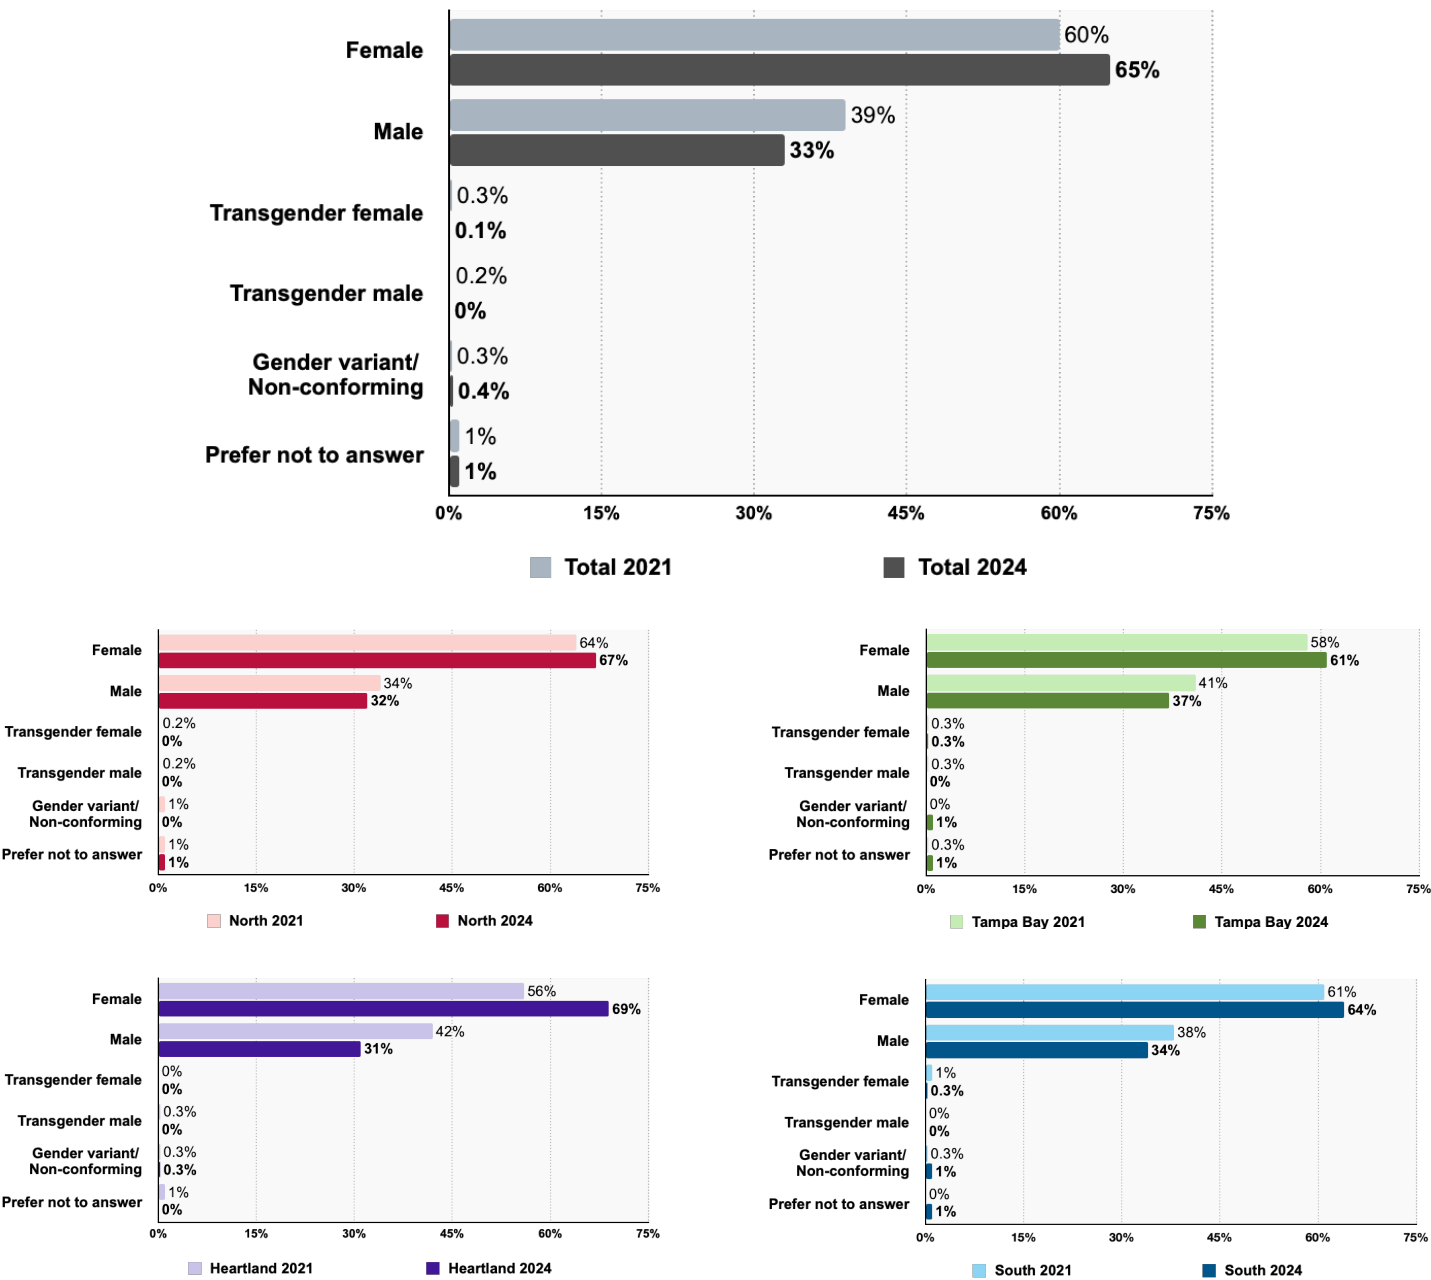 Female
60%
65%
Male
39%
33%
Transgender female
0.3%
0.1%
Transgender male
0.2%
0%
Gender variant/
Non-conforming
0.3%
0.4%
Prefer not to answer
1%
1%
0% 15% 30% 45% 60% 75%
Total 2021 Total 2024
Female
64%
67%
Male
34%
32%
Transgender female
0.2%
0%
Transgender male
0.2%
0%
Gender variant/
Non-conforming
1%
0%
Prefer not to answer
1%
1%
0% 15% 30% 45% 60% 75%
North 2021 North 2024
Female
58%
61%
Male
41%
37%
Transgender female
0.3%
0.3%
Transgender male
0.3%
0%
Gender variant/
Non-conforming
0%
1%
Prefer not to answer
0.3%
1%
0% 15% 30% 45% 60% 75%
Tampa Bay 2021 Tampa Bay 2024
Female
56%
69%
Male
42%
31%
Transgender female
0%
0%
Transgender male
0.3%
0%
Gender variant/
Non-conforming
0.3%
0.3%
Prefer not to answer
1%
0%
0% 15% 30% 45% 60% 75%
Heartland 2021 Heartland 2024
Female
61%
64%
Male
38%
34%
Transgender female
1%
0.3%
Transgender male
0%
0%
Gender variant/
Non-conforming
0.3%
1%
Prefer not to answer
0%
1%
0% 15% 30% 45% 60% 75%
South 2021 South 2024